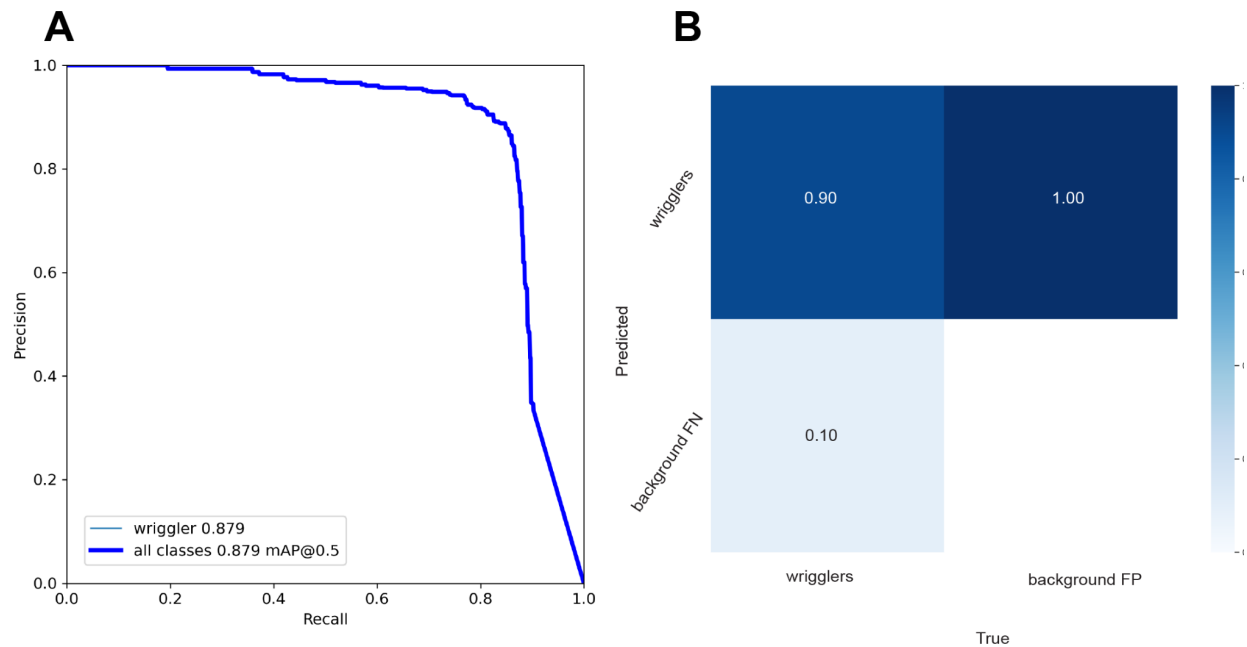 A
1.0
0.8
0.6
0.4
0.2
0.0
Precision
0.0 0.2 0.4 0.6 0.8 1.0
Recall
wriggler 0.879
all classes 0.879 mAP@0.5
B
wrigglers
background FN
Predicted
0.90
1.00
0.10
wrigglers
background FP
True